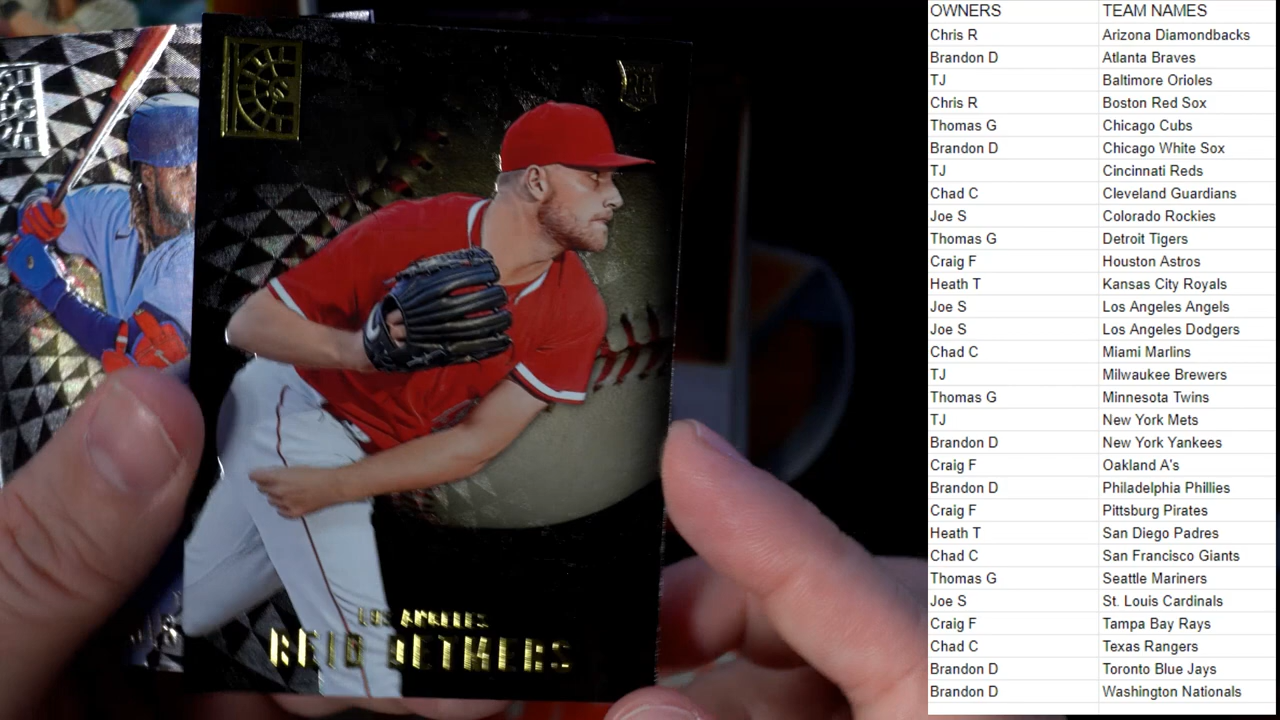 LOS ANGELES
REID DETMERS
OWNERS TEAM NAMES
Chris R Arizona Diamondbacks
Brandon D Atlanta Braves
TJ Baltimore Orioles
Chris R Boston Red Sox
Thomas G Chicago Cubs
Brandon D Chicago White Sox
TJ Cincinnati Reds
Chad C Cleveland Guardians
Joe S Colorado Rockies
Thomas G Detroit Tigers
Craig F Houston Astros
Heath T Kansas City Royals
Joe S Los Angeles Angels
Joe S Los Angeles Dodgers
Chad C Miami Marlins
TJ Milwaukee Brewers
Thomas G Minnesota Twins
TJ New York Mets
Brandon D New York Yankees
Craig F Oakland A's
Brandon D Philadelphia Phillies
Craig F Pittsburg Pirates
Heath T San Diego Padres
Chad C San Francisco Giants
Thomas G Seattle Mariners
Joe S St. Louis Cardinals
Craig F Tampa Bay Rays
Chad C Texas Rangers
Brandon D Toronto Blue Jays
Brandon D Washington Nationals